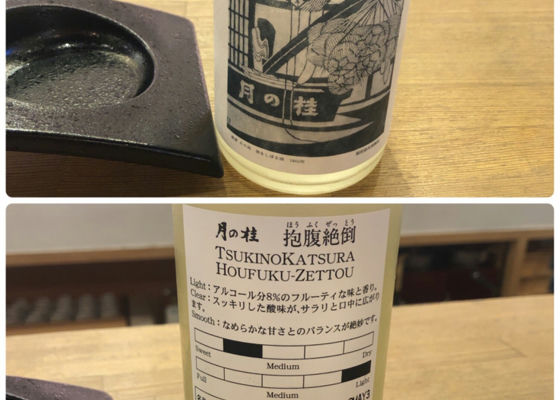 月の桂
月の桂 抱腹絶倒
ほう ふく ぜっ とう
TSUKINOKATSURA
HOUFUKU-ZETTOU
Light：アルコール分8%のフルーティな味と香り。
Clear：スッキリした酸味が、サラリと口中に広がり
ます。
Smooth：なめらかな甘さとのバランスが絶妙です。
Sweet Medium Dry
Full Medium Light